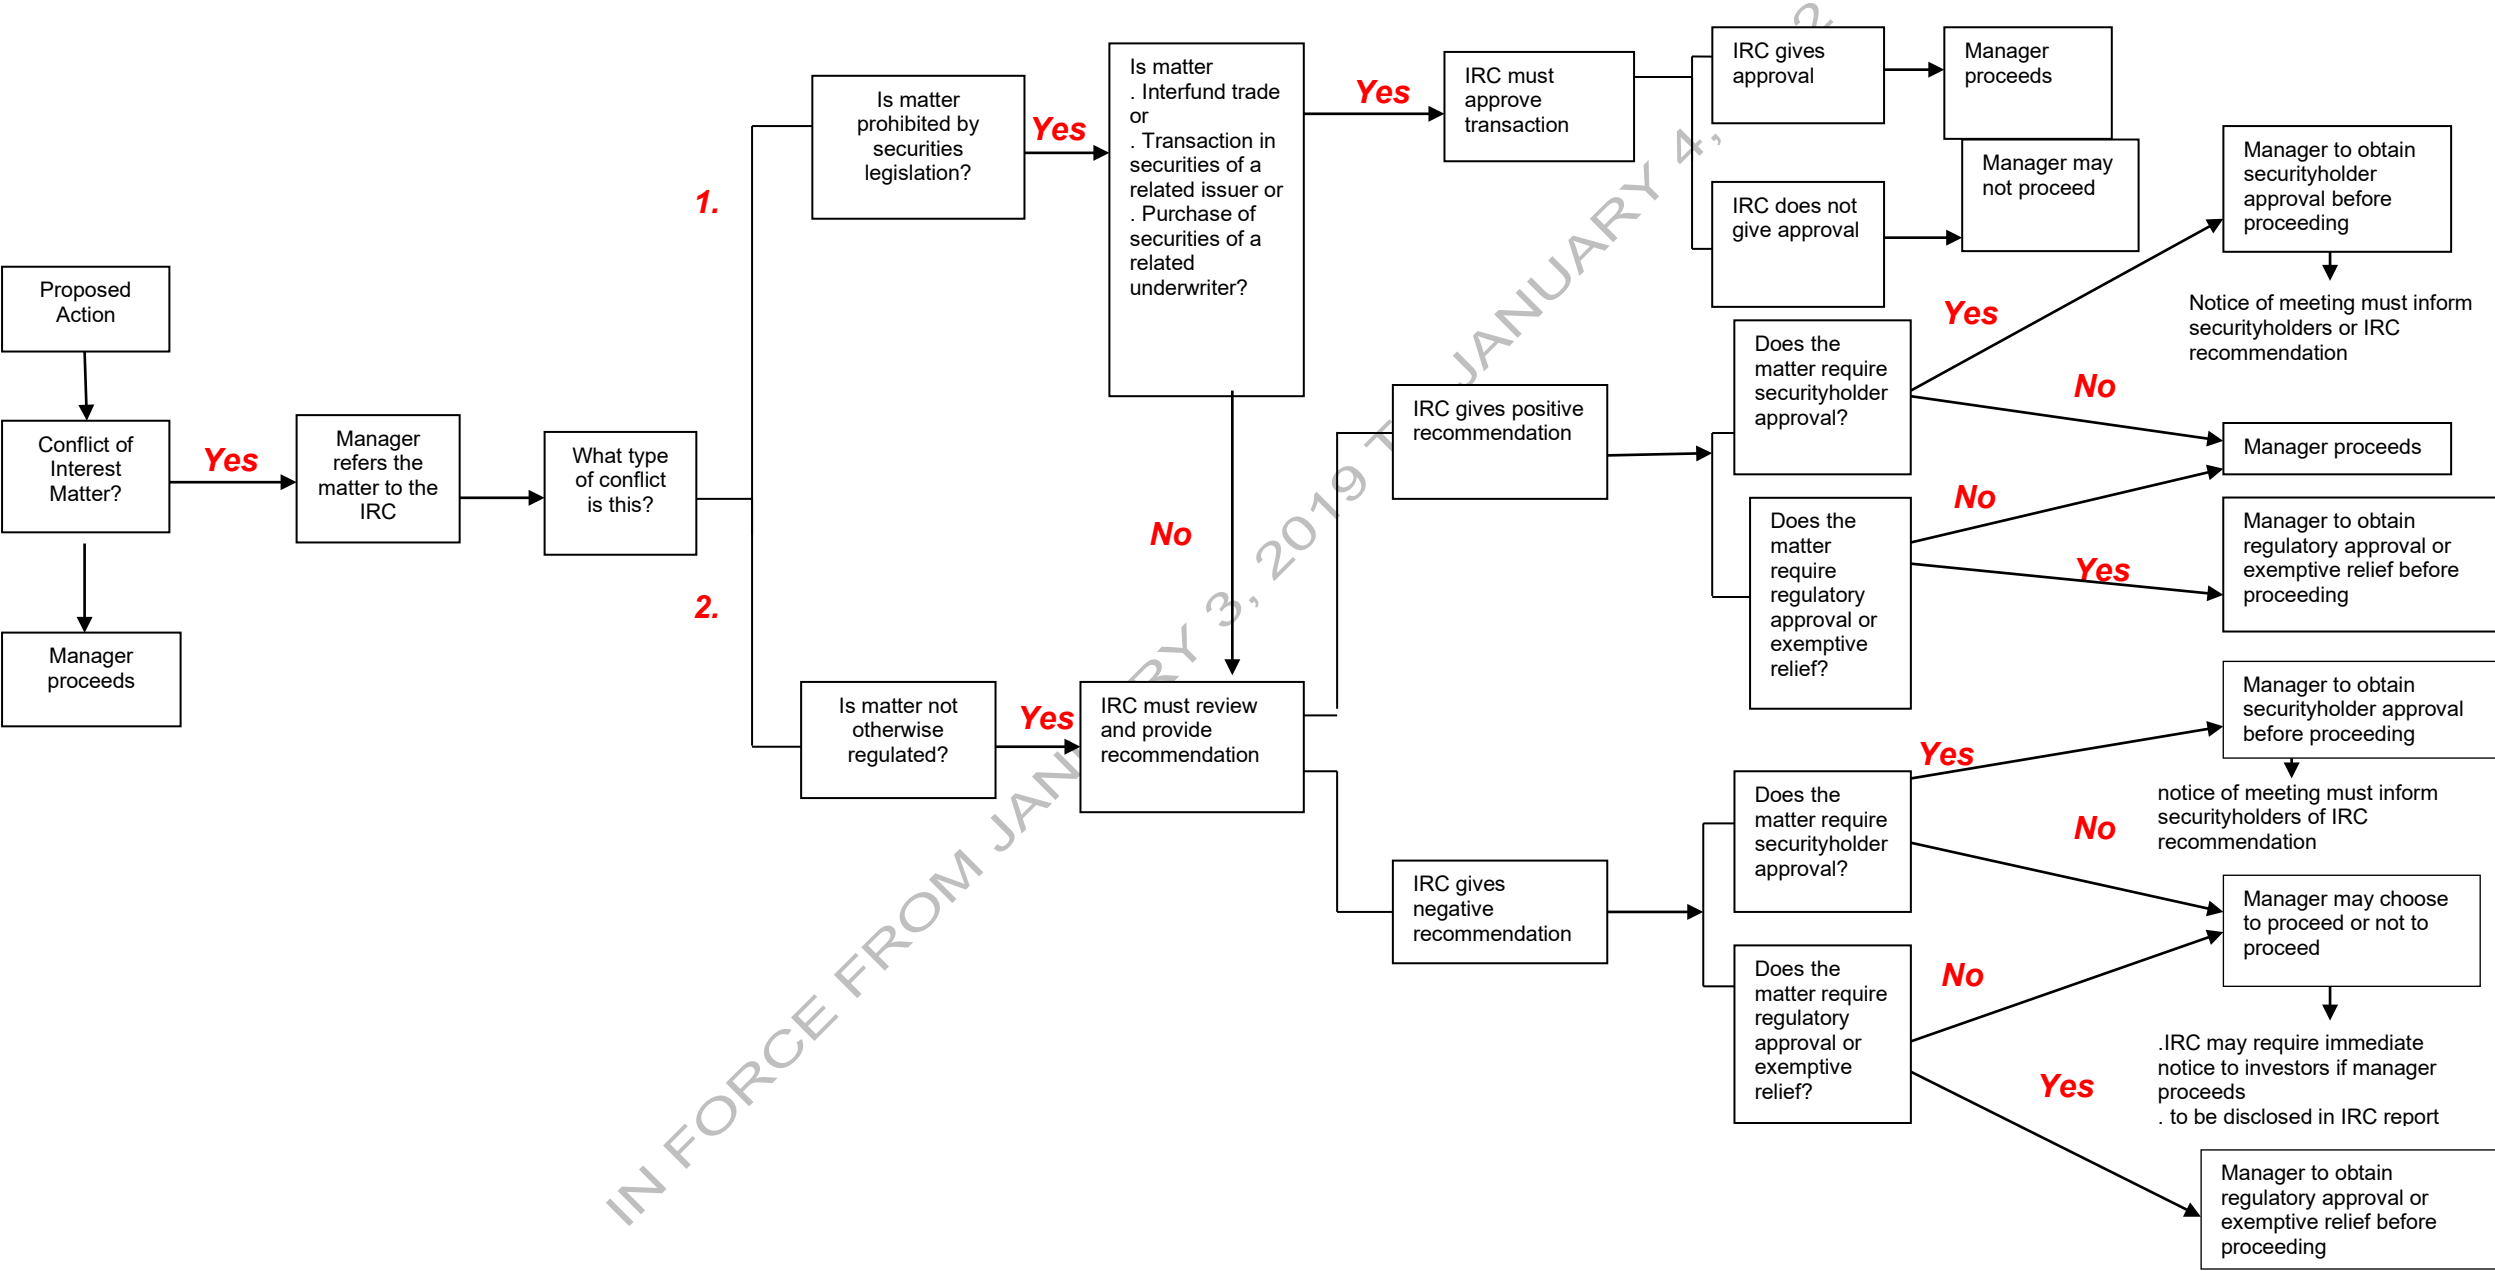 Proposed
Action
Conflict of
Interest
Matter?
Yes
Manager
proceeds
Manager
refers the
matter to the
IRC
What type
of conflict
is this?
1.
Is matter
prohibited by
securities
legislation?
Yes
Is matter
. Interfund trade
or
. Transaction in
securities of a
related issuer or
. Purchase of
securities of a
related
underwriter?
Yes
No
IRC must
approve
transaction
IRC gives
approval
Manager
proceeds
IRC does not
give approval
Manager may
not proceed
2.
Is matter not
otherwise
regulated?
Yes
IRC must review
and provide
recommendation
IRC gives positive
recommendation
Does the
matter require
securityholder
approval?
Yes
Manager to obtain
securityholder
approval before
proceeding
Notice of meeting must inform
securityholders or IRC
recommendation
No
Manager proceeds
Does the
matter
require
regulatory
approval or
exemptive
relief?
No
Yes
Manager to obtain
regulatory approval or
exemptive relief before
proceeding
IRC gives
negative
recommendation
Does the
matter require
securityholder
approval?
Yes
Manager to obtain
securityholder approval
before proceeding
notice of meeting must inform
securityholders of IRC
recommendation
No
Manager may choose
to proceed or not to
proceed
.IRC may require immediate
notice to investors if manager
proceeds
. to be disclosed in IRC report
Does the
matter require
regulatory
approval or
exemptive
relief?
No
Yes
Manager to obtain
regulatory approval or
exemptive relief before
proceeding
IN FORCE FROM 3, 2019 JANUARY 4,